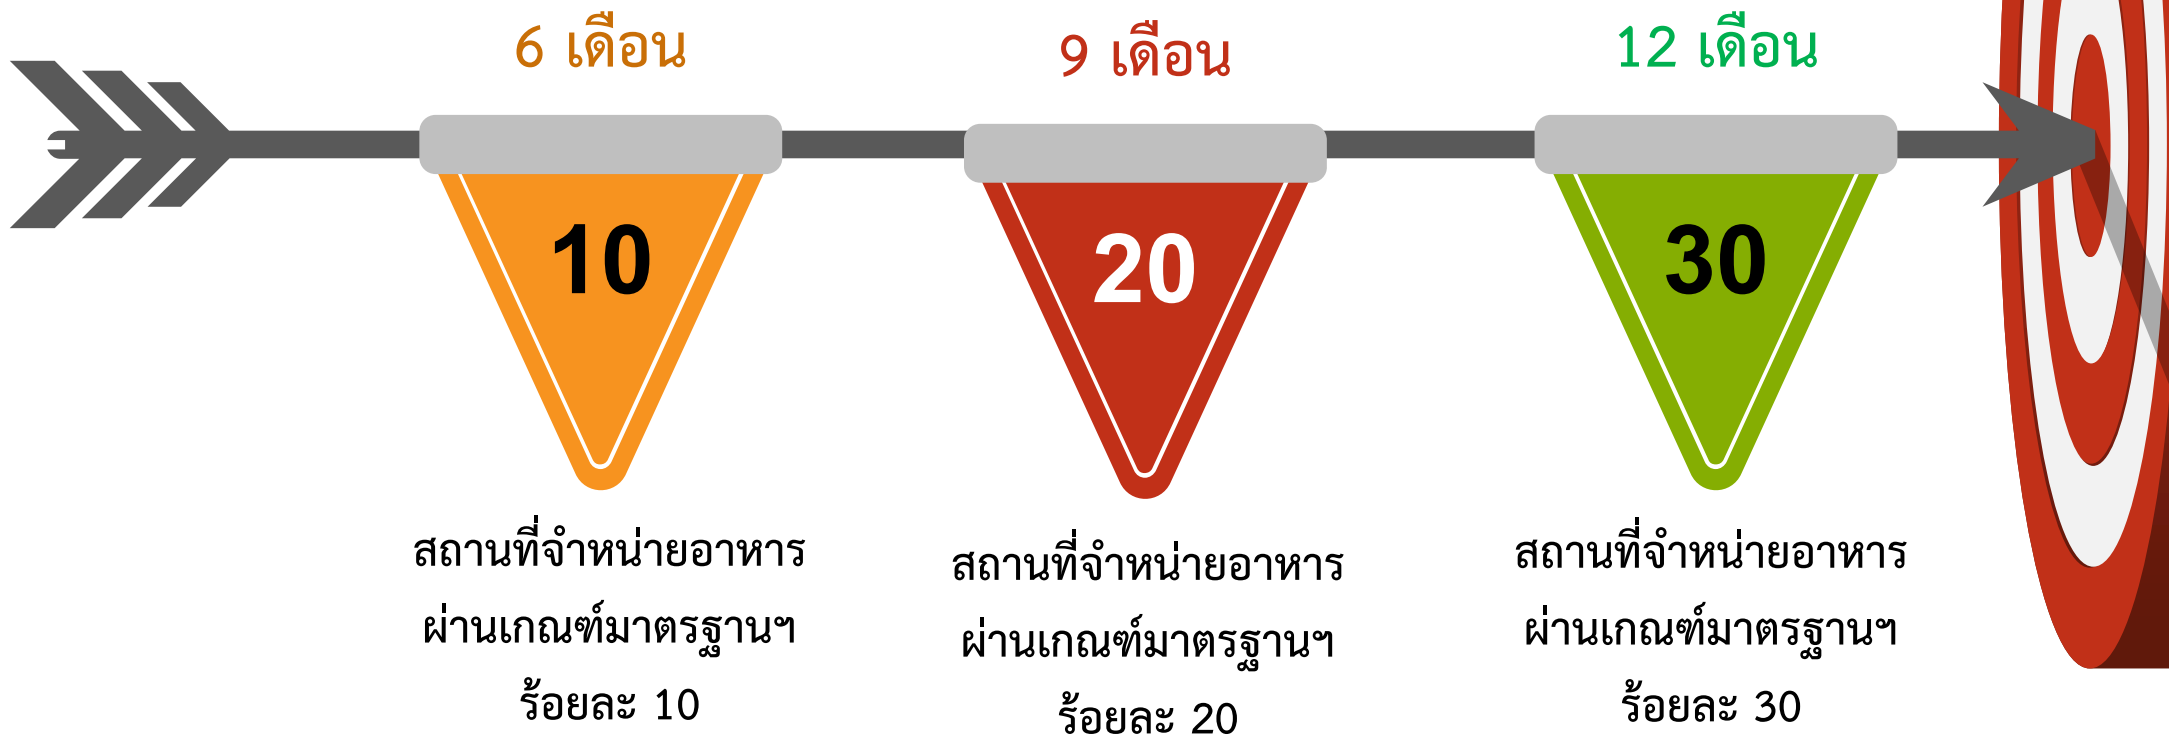 6 เดือน
9 เดือน
12 เดือน
10
20
30
สถานที่จำหน่ายอาหาร
ผ่านเกณฑ์มาตรฐานฯ
ร้อยละ 10
สถานที่จำหน่ายอาหาร
ผ่านเกณฑ์มาตรฐานฯ
ร้อยละ 20
สถานที่จำหน่ายอาหาร
ผ่านเกณฑ์มาตรฐานฯ
ร้อยละ 30